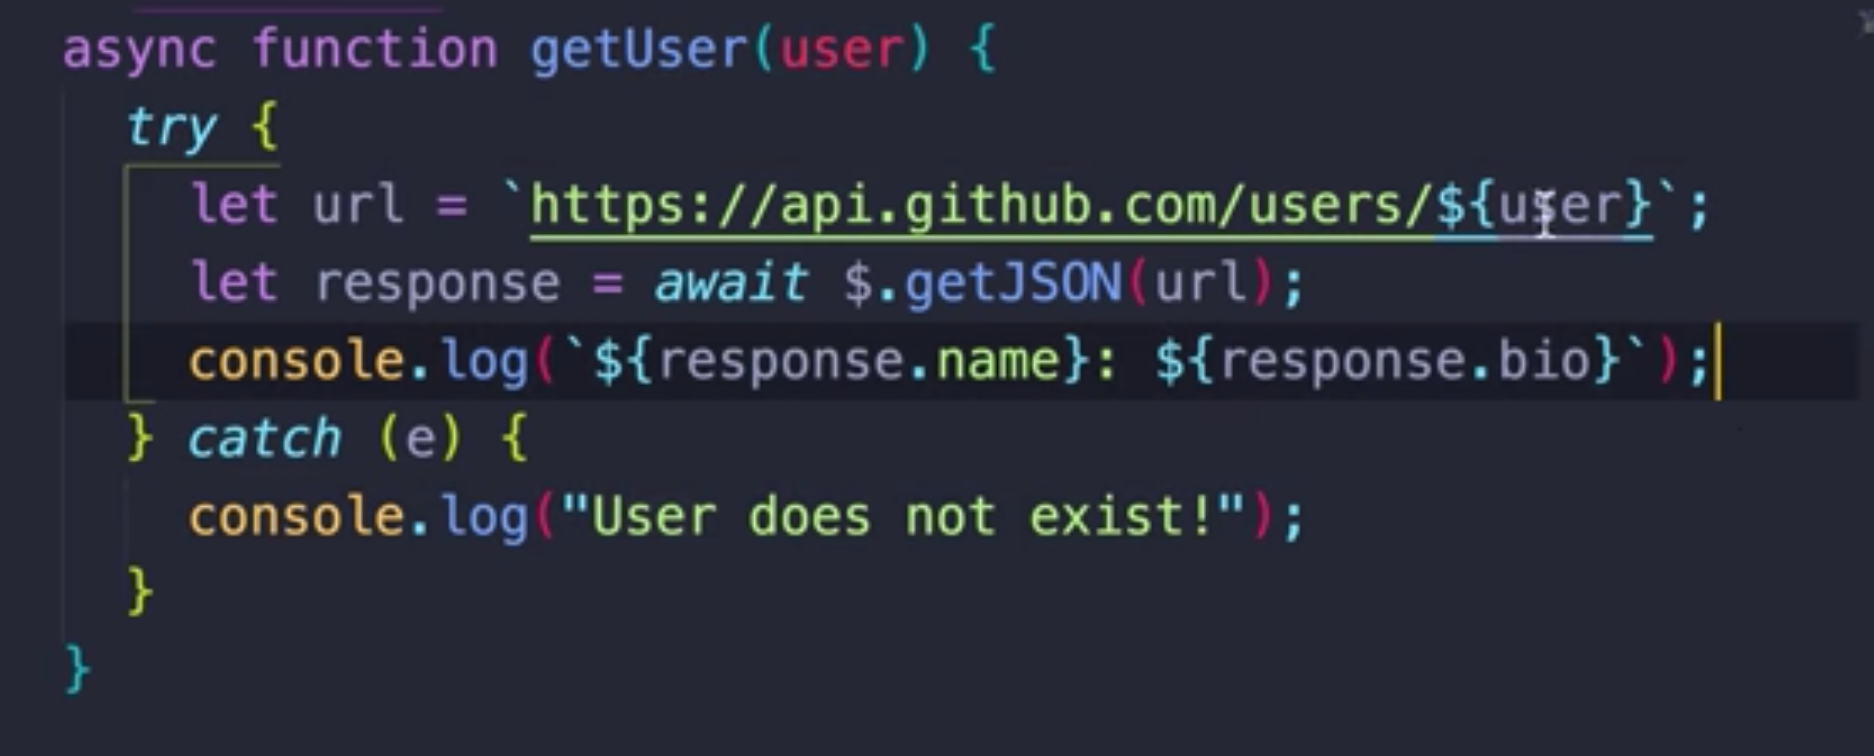 async function getUser(user) {
try {
let url = `https://api.github.com/users/${user}`;
let response = await $.getJSON(url);
console.log(`${response.name}: ${response.bio}`);
} catch (e) {
console.log("User does not exist!");
}
}